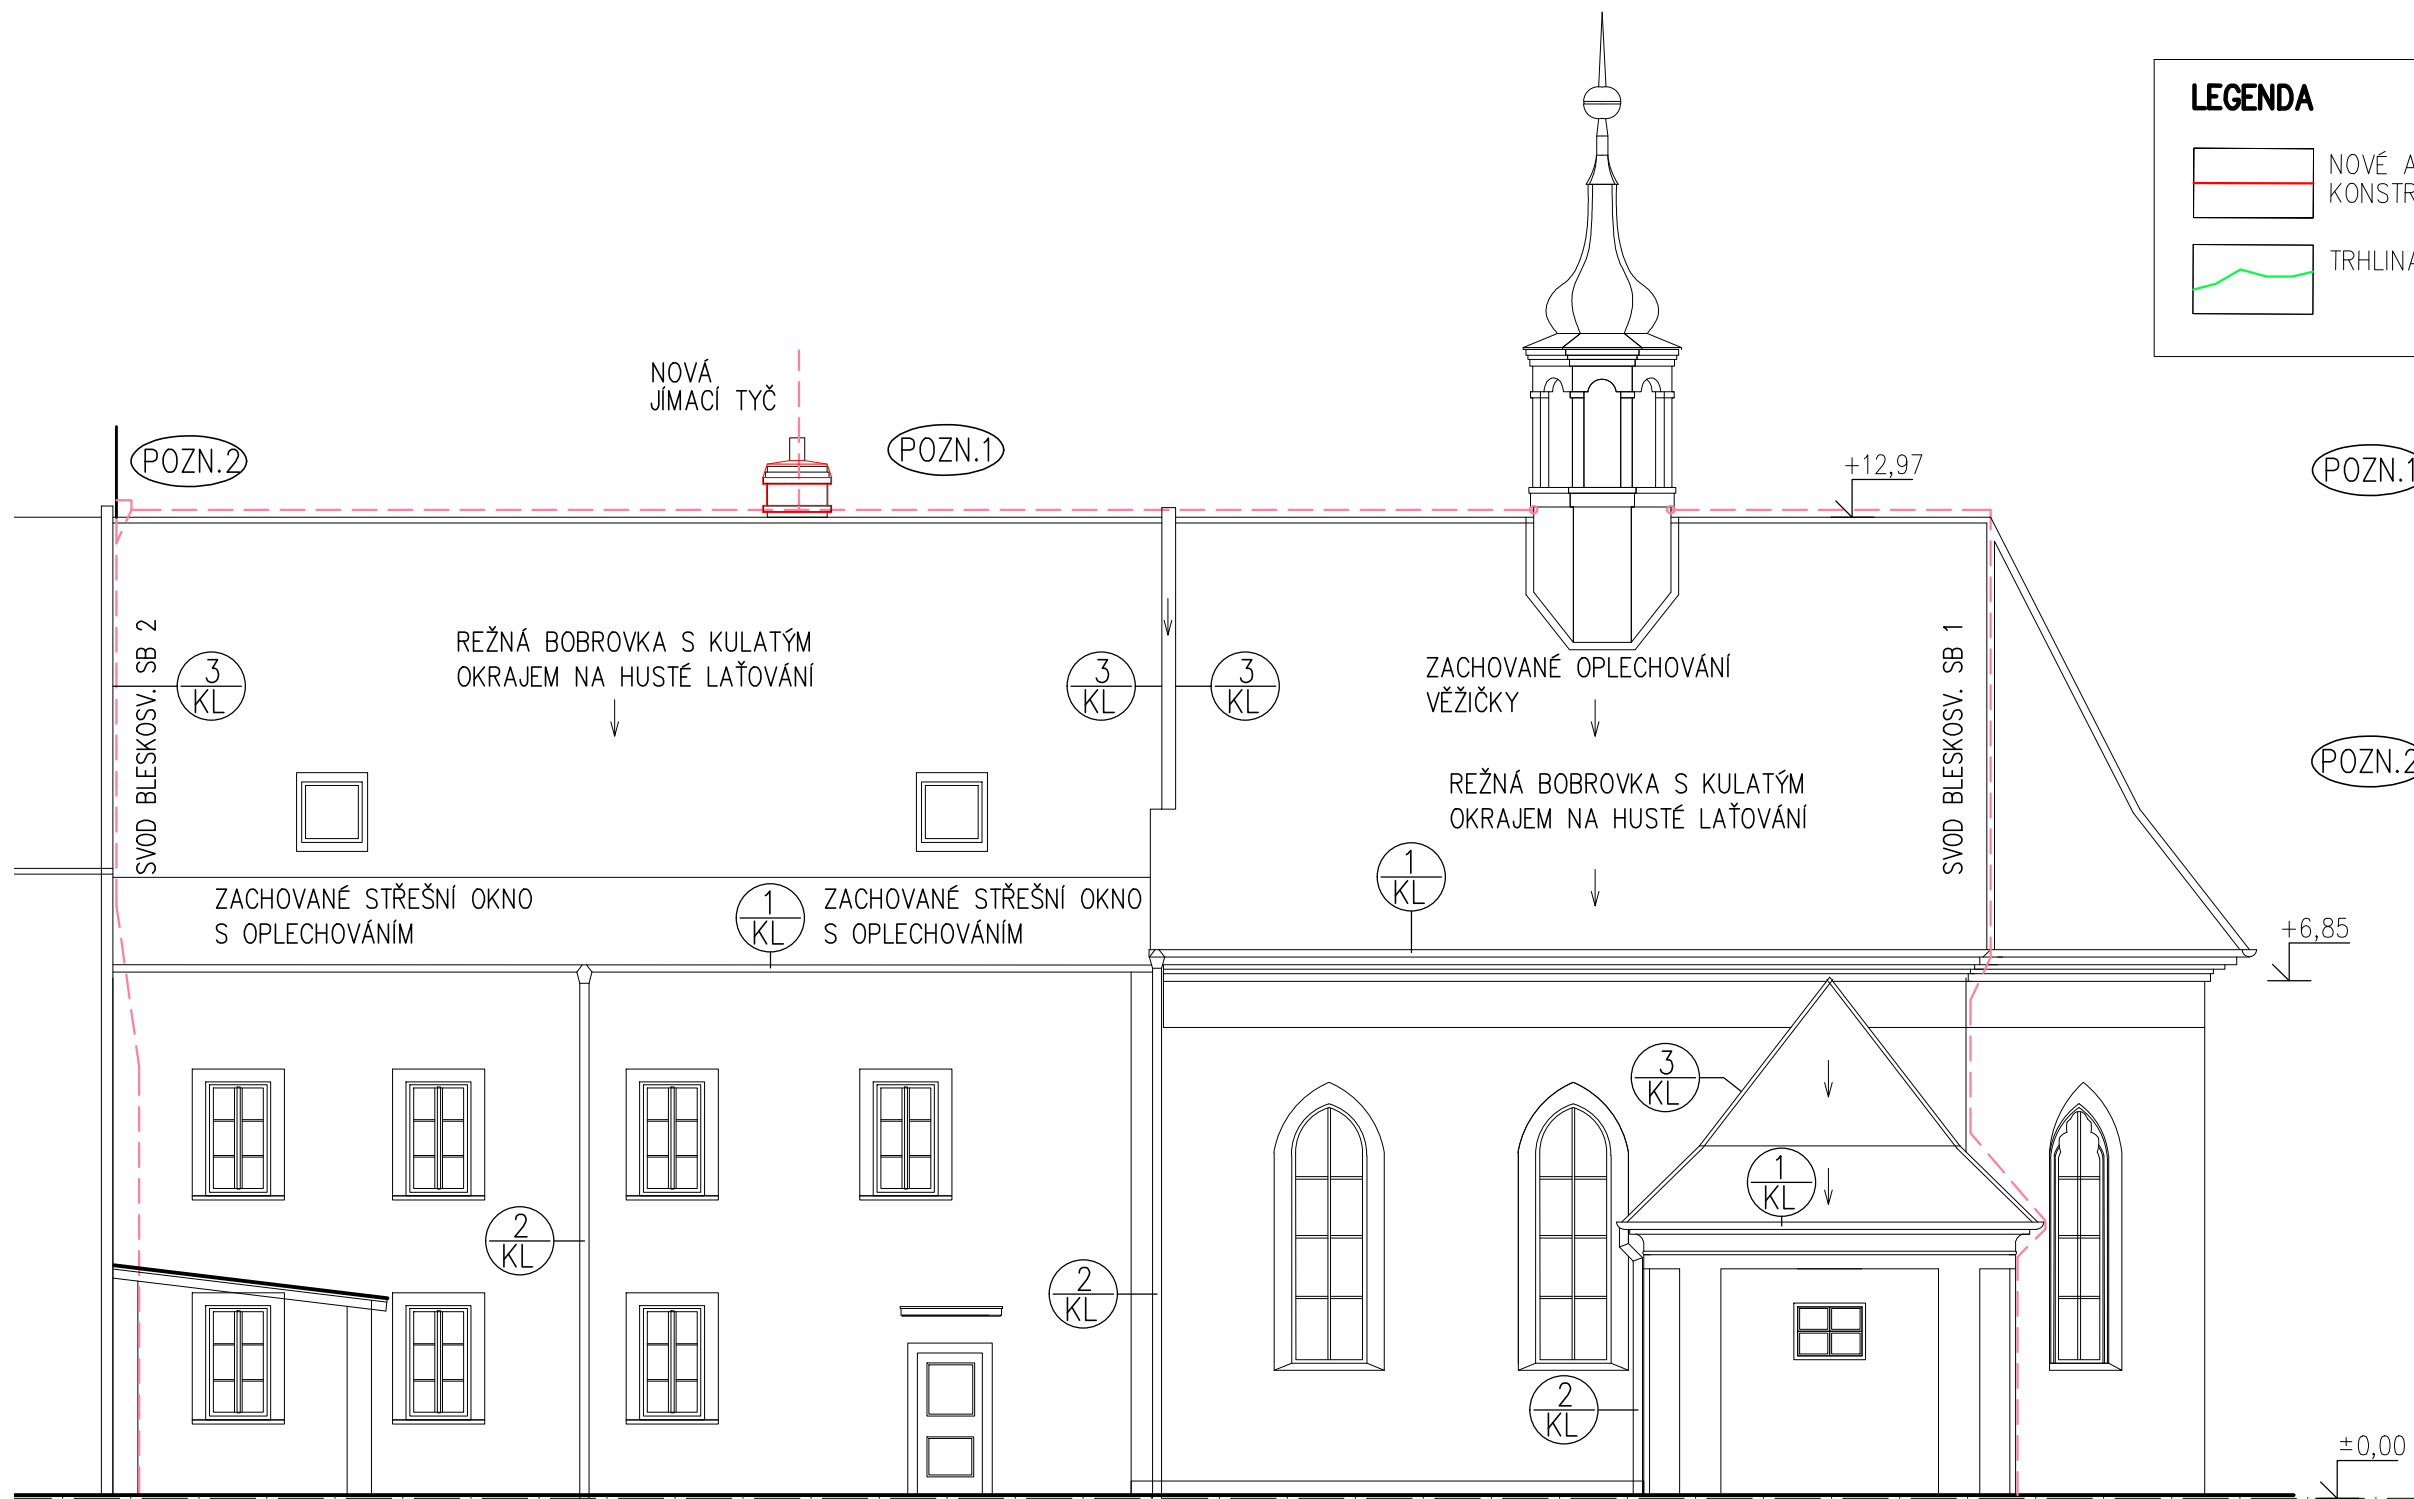 LEGENDA
NOVÉ A
KONSTR
TRHLINA
NOVÁ
JÍMACÍ TYČ
POZN.2
POZN.1
+12,97
POZN.1
SVOD BLESKOSV. SB 2
3
KL
REŽNÁ BOBROVKA S KULATÝM
OKRAJEM NA HUSTÉ LAŤOVÁNÍ
3
KL
3
KL
ZACHOVANÉ OPLECHOVÁNÍ
VĚŽIČKY
SVOD BLESKOSV. SB 1
POZN.2
REŽNÁ BOBROVKA S KULATÝM
OKRAJEM NA HUSTÉ LAŤOVÁNÍ
1
KL
ZACHOVANÉ STŘEŠNÍ OKNO
S OPLECHOVÁNÍM
1
KL
ZACHOVANÉ STŘEŠNÍ OKNO
S OPLECHOVÁNÍM
+6,85
3
KL
1
KL
2
KL
2
KL
2
KL
±0,00